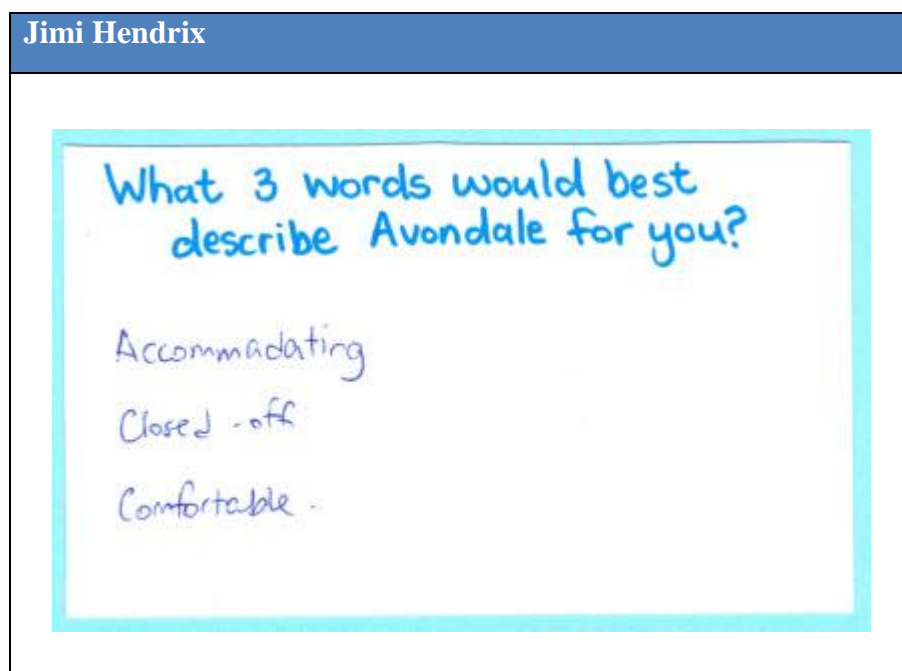 Jimi Hendrix
What 3 words would best
describe Avondale for you?
Accommadating
Closed-off
Comfortable.